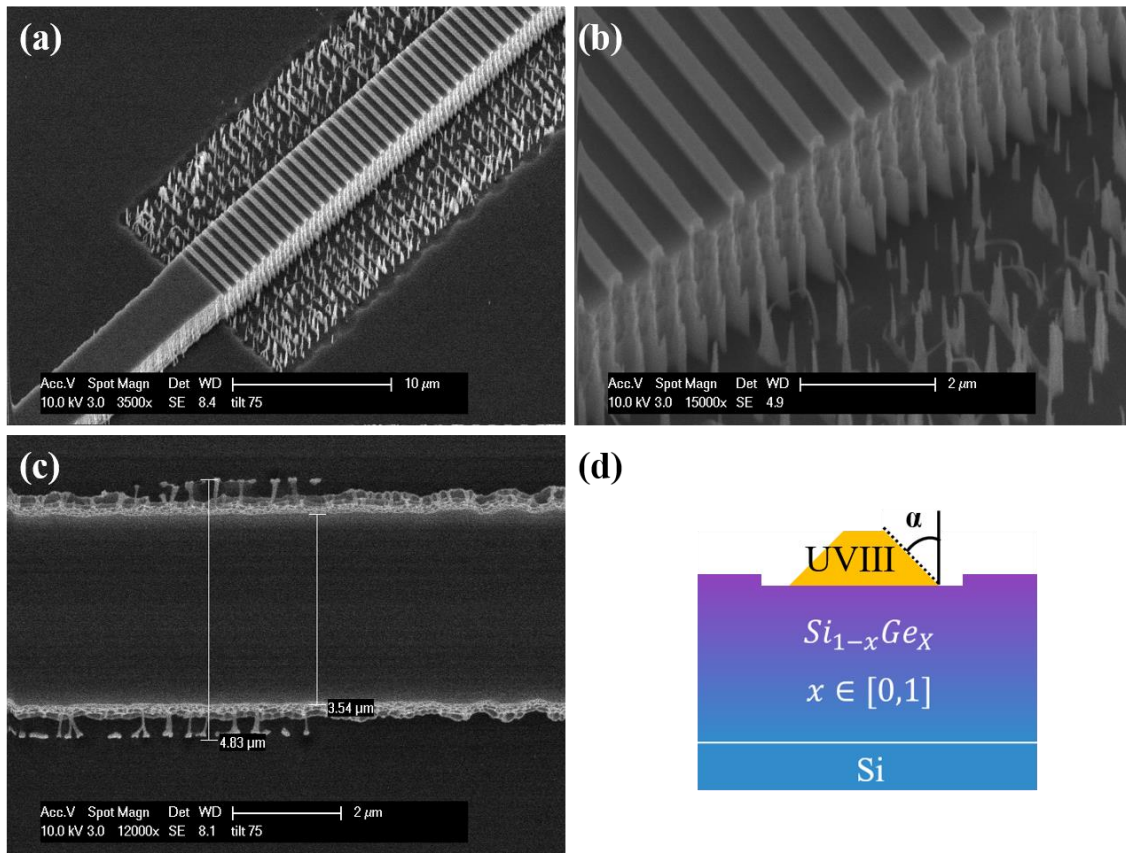 (a)
Acc.V Spot Magn Det WD 10 μm
10.0 kV 3.0 3500x SE 8.4 tilt 75
(b)
Acc.V Spot Magn Det WD 2 μm
10.0 kV 3.0 15000x SE 4.9
(c)
3.54 μm
4.83 μm
Acc.V Spot Magn Det WD 2 μm
10.0 kV 3.0 12000x SE 8.1 tilt 75
(d)
α
UVIII
Si₁₋ₓGeₓ
x ∈ [0,1]
Si